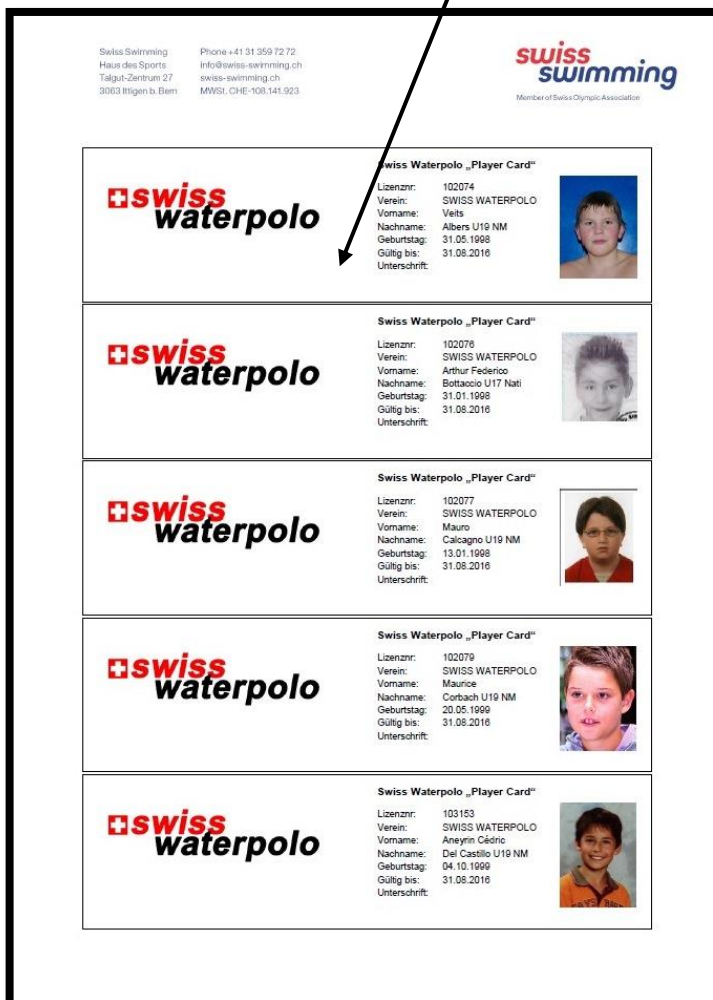 Swiss Swimming
Haus des Sports
Talgut-Zentrum 27
3063 Ittigen b. Bern
Phone +41 31 359 72 72
info@swiss-swimming.ch
swiss-swimming.ch
MWSt. CHE-108.141.923
swiss
swimming
Member of Swiss Olympic Association
swiss
waterpolo
Swiss Waterpolo „Player Card“
Lizenznr: 102074
Verein: SWISS WATERPOLO
Vorname: Veits
Nachname: Albers U19 NM
Geburtstag: 31.05.1998
Gültig bis: 31.08.2016
Unterschrift:
swiss
waterpolo
Swiss Waterpolo „Player Card“
Lizenznr: 102076
Verein: SWISS WATERPOLO
Vorname: Arthur Federico
Nachname: Bottaccio U17 Nati
Geburtstag: 31.01.1998
Gültig bis: 31.08.2016
Unterschrift:
swiss
waterpolo
Swiss Waterpolo „Player Card“
Lizenznr: 102077
Verein: SWISS WATERPOLO
Vorname: Mauro
Nachname: Calcagno U19 NM
Geburtstag: 13.01.1998
Gültig bis: 31.08.2016
Unterschrift:
swiss
waterpolo
Swiss Waterpolo „Player Card“
Lizenznr: 102079
Verein: SWISS WATERPOLO
Vorname: Maurice
Nachname: Corbach U19 NM
Geburtstag: 20.05.1999
Gültig bis: 31.08.2016
Unterschrift:
swiss
waterpolo
Swiss Waterpolo „Player Card“
Lizenznr: 103153
Verein: SWISS WATERPOLO
Vorname: Aneyrin Cédric
Nachname: Del Castillo U19 NM
Geburtstag: 04.10.1999
Gültig bis: 31.08.2016
Unterschrift: